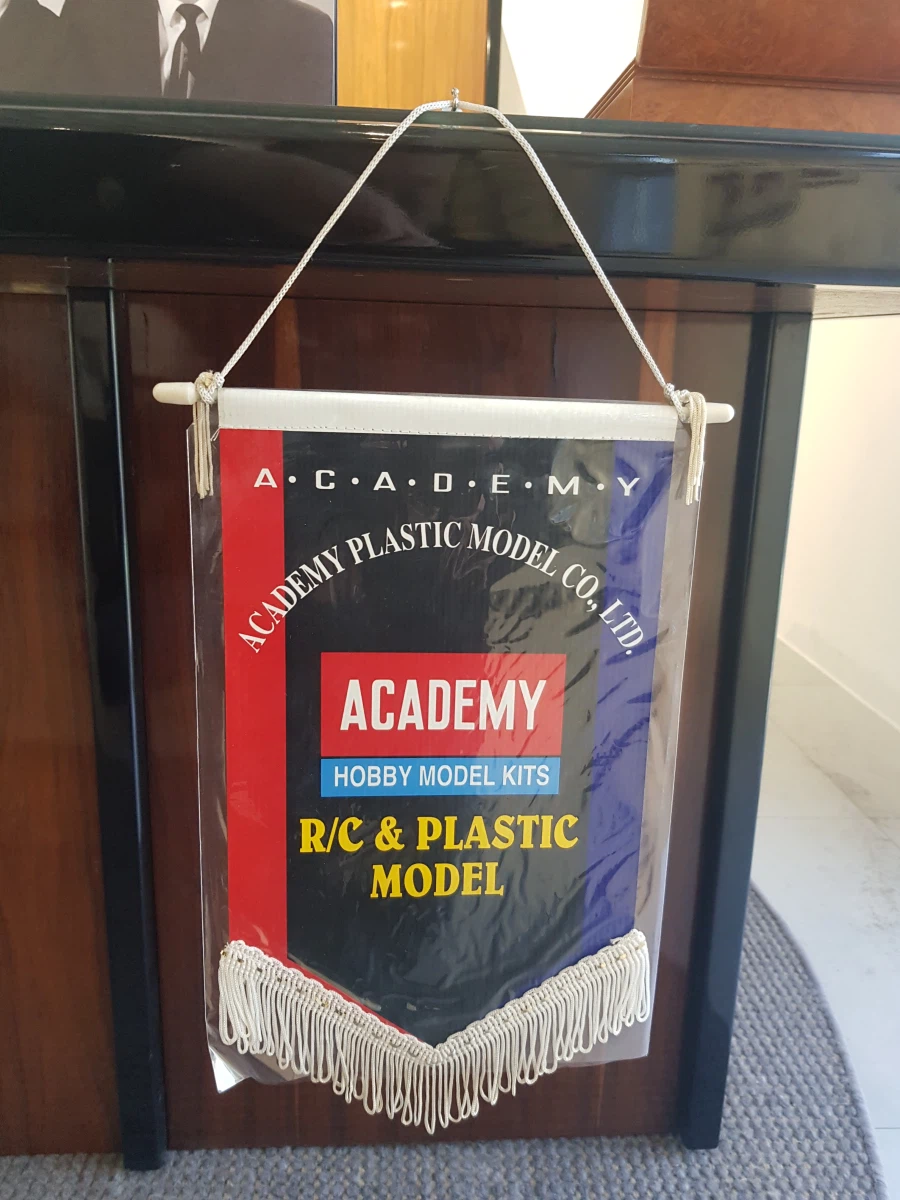 A·C·A·D·E·M·Y
ACADEMY PLASTIC MODEL CO., LTD.
ACADEMY
HOBBY MODEL KITS
R/C & PLASTIC
MODEL